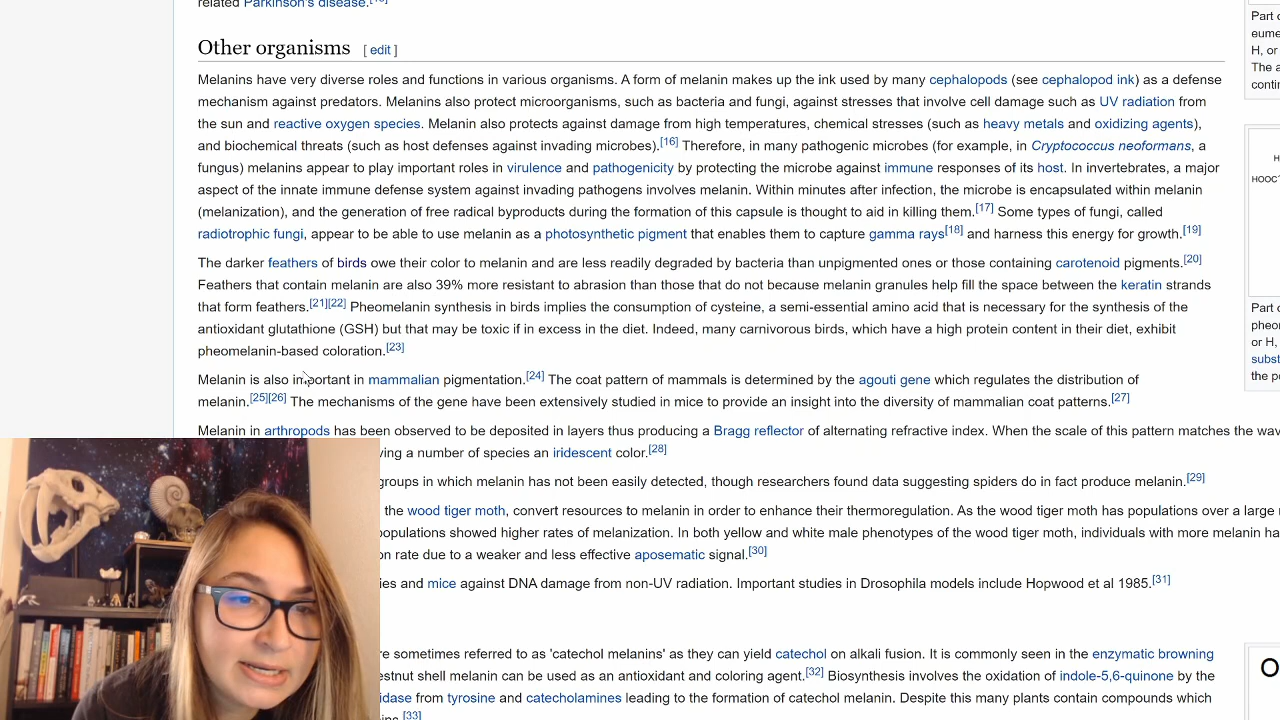 related Parkinson's disease.
Other organisms [ edit ]
Melanins have very diverse roles and functions in various organisms. A form of melanin makes up the ink used by many cephalopods (see cephalopod ink) as a defense
mechanism against predators. Melanins also protect microorganisms, such as bacteria and fungi, against stresses that involve cell damage such as UV radiation from
the sun and reactive oxygen species. Melanin also protects against damage from high temperatures, chemical stresses (such as heavy metals and oxidizing agents),
and biochemical threats (such as host defenses against invading microbes).[16] Therefore, in many pathogenic microbes (for example, in Cryptococcus neoformans, a
fungus) melanins appear to play important roles in virulence and pathogenicity by protecting the microbe against immune responses of its host. In invertebrates, a major
aspect of the innate immune defense system against invading pathogens involves melanin. Within minutes after infection, the microbe is encapsulated within melanin
(melanization), and the generation of free radical byproducts during the formation of this capsule is thought to aid in killing them.[17] Some types of fungi, called
radiotrophic fungi, appear to be able to use melanin as a photosynthetic pigment that enables them to capture gamma rays[18] and harness this energy for growth.[19]
The darker feathers of birds owe their color to melanin and are less readily degraded by bacteria than unpigmented ones or those containing carotenoid pigments.[20]
Feathers that contain melanin are also 39% more resistant to abrasion than those that do not because melanin granules help fill the space between the keratin strands
that form feathers.[21][22] Pheomelanin synthesis in birds implies the consumption of cysteine, a semi-essential amino acid that is necessary for the synthesis of the
antioxidant glutathione (GSH) but that may be toxic if in excess in the diet. Indeed, many carnivorous birds, which have a high protein content in their diet, exhibit
pheomelanin-based coloration.[23]
Melanin is also important in mammalian pigmentation.[24] The coat pattern of mammals is determined by the agouti gene which regulates the distribution of
melanin.[25][26] The mechanisms of the gene have been extensively studied in mice to provide an insight into the diversity of mammalian coat patterns.[27]
Melanin in arthropods has been observed to be deposited in layers thus producing a Bragg reflector of alternating refractive index. When the scale of this pattern matches the wav
ving a number of species an iridescent color.[28]
groups in which melanin has not been easily detected, though researchers found data suggesting spiders do in fact produce melanin.[29]
the wood tiger moth, convert resources to melanin in order to enhance their thermoregulation. As the wood tiger moth has populations over a large
populations showed higher rates of melanization. In both yellow and white male phenotypes of the wood tiger moth, individuals with more melanin ha
on rate due to a weaker and less effective aposematic signal.[30]
ies and mice against DNA damage from non-UV radiation. Important studies in Drosophila models include Hopwood et al 1985.[31]
re sometimes referred to as 'catechol melanins' as they can yield catechol on alkali fusion. It is commonly seen in the enzymatic browning
estnut shell melanin can be used as an antioxidant and coloring agent.[32] Biosynthesis involves the oxidation of indole-5,6-quinone by the
idase from tyrosine and catecholamines leading to the formation of catechol melanin. Despite this many plants contain compounds which
ins.[33]
Part o
eume
H, or
The a
conti
H
HOOC
Part o
pheor
or H,
subst
the po
O